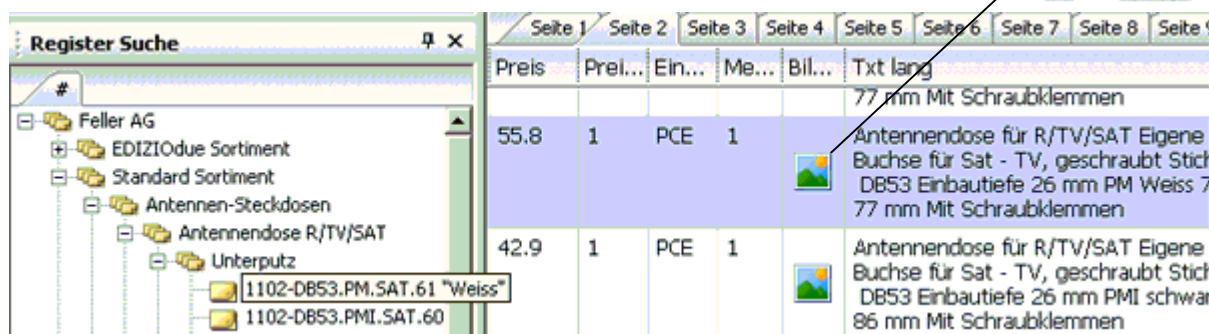 Register Suche
#
Feller AG
EDIZIOdue Sortiment
Standard Sortiment
Antennen-Steckdosen
Antennendose R/TV/SAT
Unterputz
1102-DB53.PM.SAT.61 "Weiss"
1102-DB53.PMI.SAT.60
Seite 1 Seite 2 Seite 3 Seite 4 Seite 5 Seite 6 Seite 7 Seite 8 Seite 9
Preis Prei... Ein... Me... Bil... Txt lang
77 mm Mit Schraubklemmen
55.8 1 PCE 1 Antennendose für R/TV/SAT Eigene
Buchse für Sat - TV, geschraubt Stich
DB53 Einbautiefe 26 mm PM Weiss 7
77 mm Mit Schraubklemmen
42.9 1 PCE 1 Antennendose für R/TV/SAT Eigene
Buchse für Sat - TV, geschraubt Stich
DB53 Einbautiefe 26 mm PMI schwar
86 mm Mit Schraubklemmen